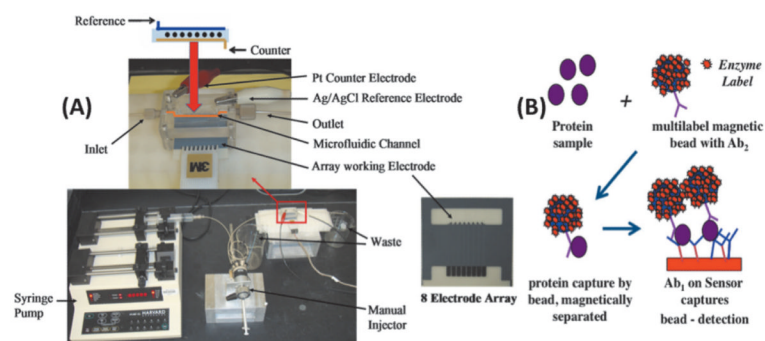 Reference
Counter
(A)
Pt Counter Electrode
Ag/AgCl Reference Electrode
Inlet
Outlet
Microfluidic Channel
Array working Electrode
3M
Waste
Syringe
Pump
HARVARD
Manual
Injector
8 Electrode Array
(B)
Enzyme
Label
Protein
sample
+
multilabel magnetic
bead with Ab₂
protein capture by
bead, magnetically
separated
Ab₁ on Sensor
captures
bead - detection